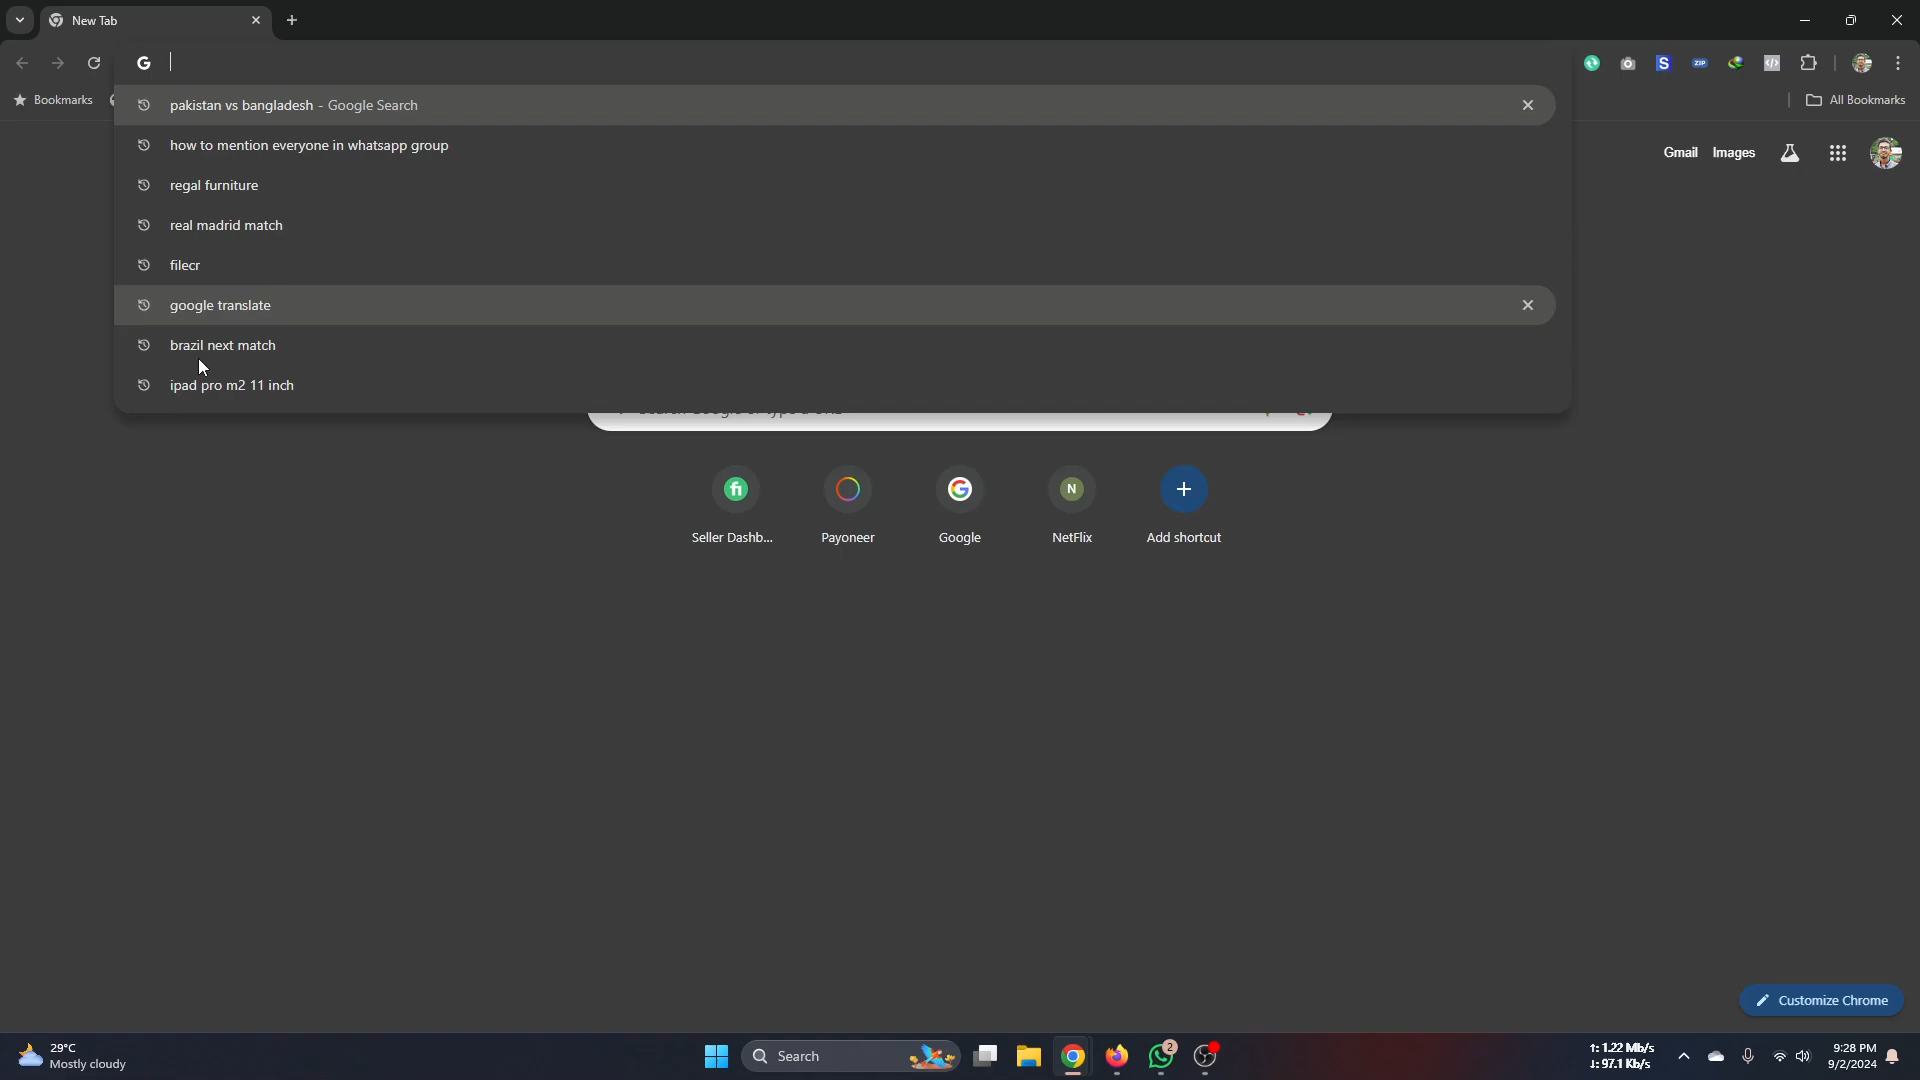 New Tab
G
S
ZIP
Bookmarks
All Bookmarks
pakistan vs bangladesh - Google Search
how to mention everyone in whatsapp group
regal furniture
real madrid match
filecr
google translate
brazil next match
ipad pro m2 11 inch
Gmail Images
fi
G
N
Seller Dashb...
Payoneer
Google
NetFlix
Add shortcut
Customize Chrome
29°C
Mostly cloudy
Search
2
↑: 1.22 Mb/s
↓: 97.1 Kb/s
9:28 PM
9/2/2024